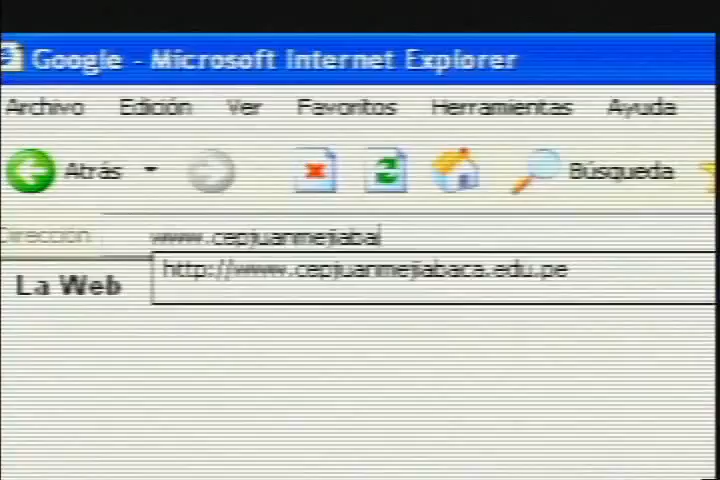 Google - Microsoft Internet Explorer
Archivo Edición Ver Favoritos Herramientas Ayuda
Atrás Búsqueda
Dirección www.cepjuanmejiaba
http://www.cepjuanmejiabaca.edu.pe
La Web